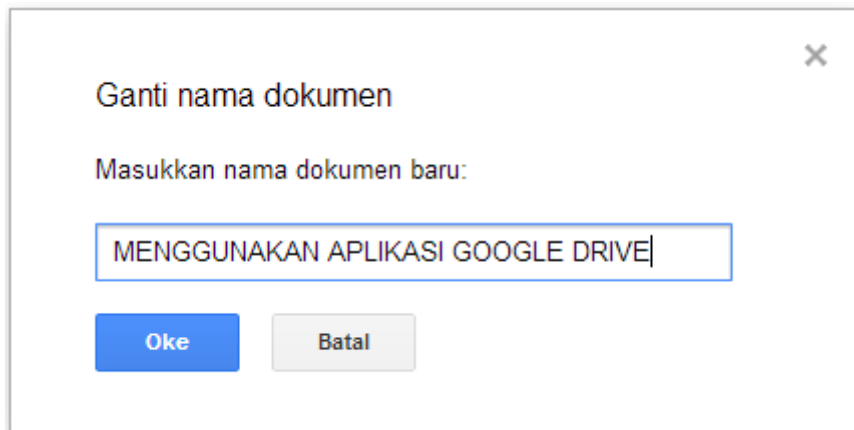 Ganti nama dokumen
Masukkan nama dokumen baru:
MENGGUNAKAN APLIKASI GOOGLE DRIVE
Oke Batal